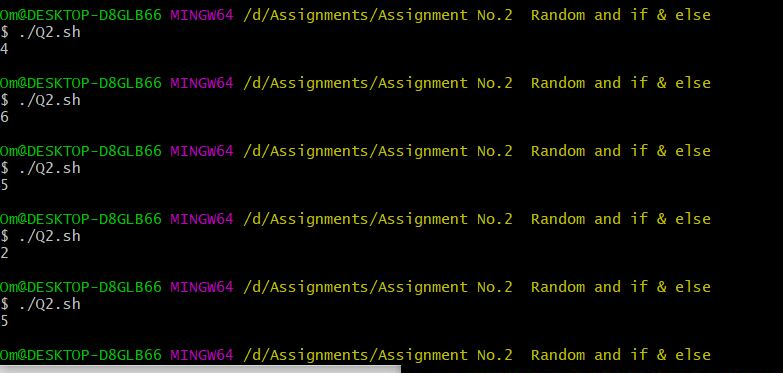 Om@DESKTOP-D8GLB66 MINGW64 /d/Assignments/Assignment No.2  Random and if & else
$ ./Q2.sh
4
Om@DESKTOP-D8GLB66 MINGW64 /d/Assignments/Assignment No.2  Random and if & else
$ ./Q2.sh
6
Om@DESKTOP-D8GLB66 MINGW64 /d/Assignments/Assignment No.2  Random and if & else
$ ./Q2.sh
5
Om@DESKTOP-D8GLB66 MINGW64 /d/Assignments/Assignment No.2  Random and if & else
$ ./Q2.sh
2
Om@DESKTOP-D8GLB66 MINGW64 /d/Assignments/Assignment No.2  Random and if & else
$ ./Q2.sh
5
Om@DESKTOP-D8GLB66 MINGW64 /d/Assignments/Assignment No.2  Random and if & else